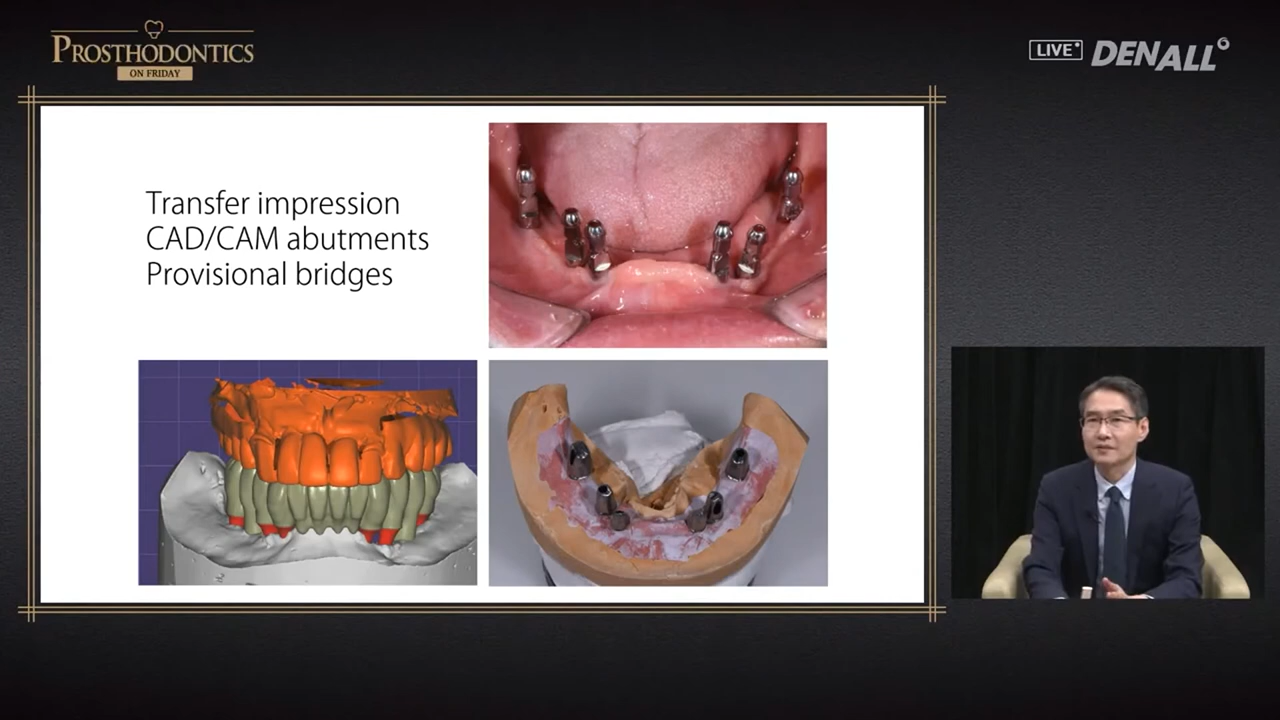 PROSTHODONTICS
ON FRIDAY
LIVE
DENALL
Transfer impression
CAD/CAM abutments
Provisional bridges